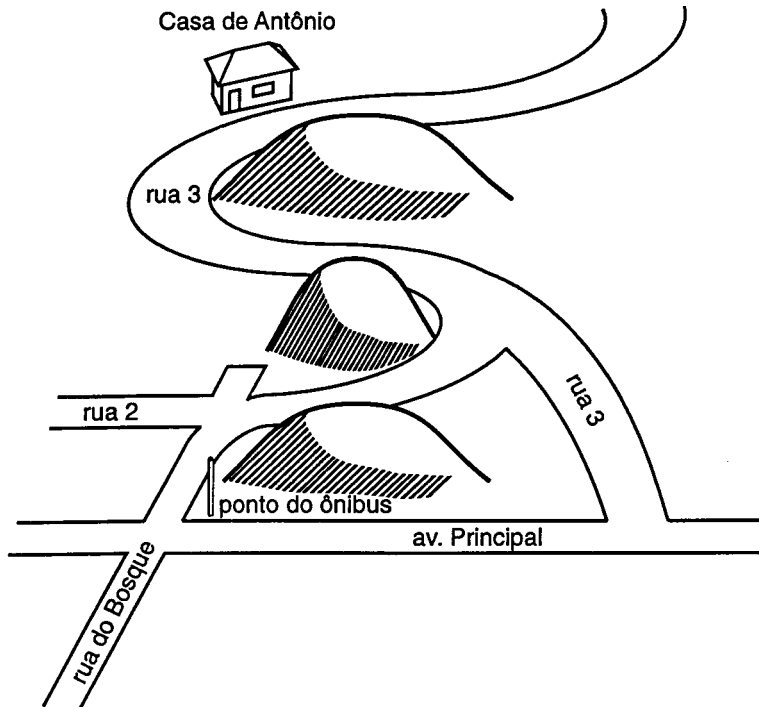 Casa de Antônio
rua 3
rua 3
rua 2
ponto do ônibus
av. Principal
rua do Bosque